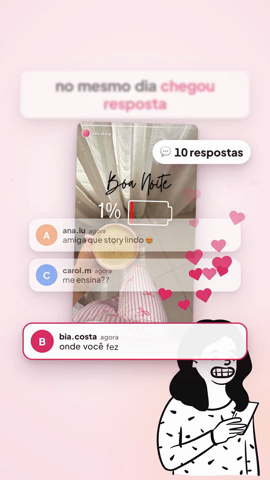 no mesmo dia chegou
resposta
10 respostas
Boa Noite
1%
ana.lu agora
A
amiga que story lindo 😍
carol.m agora
C
me ensina??
bia.costa agora
B
onde você fez